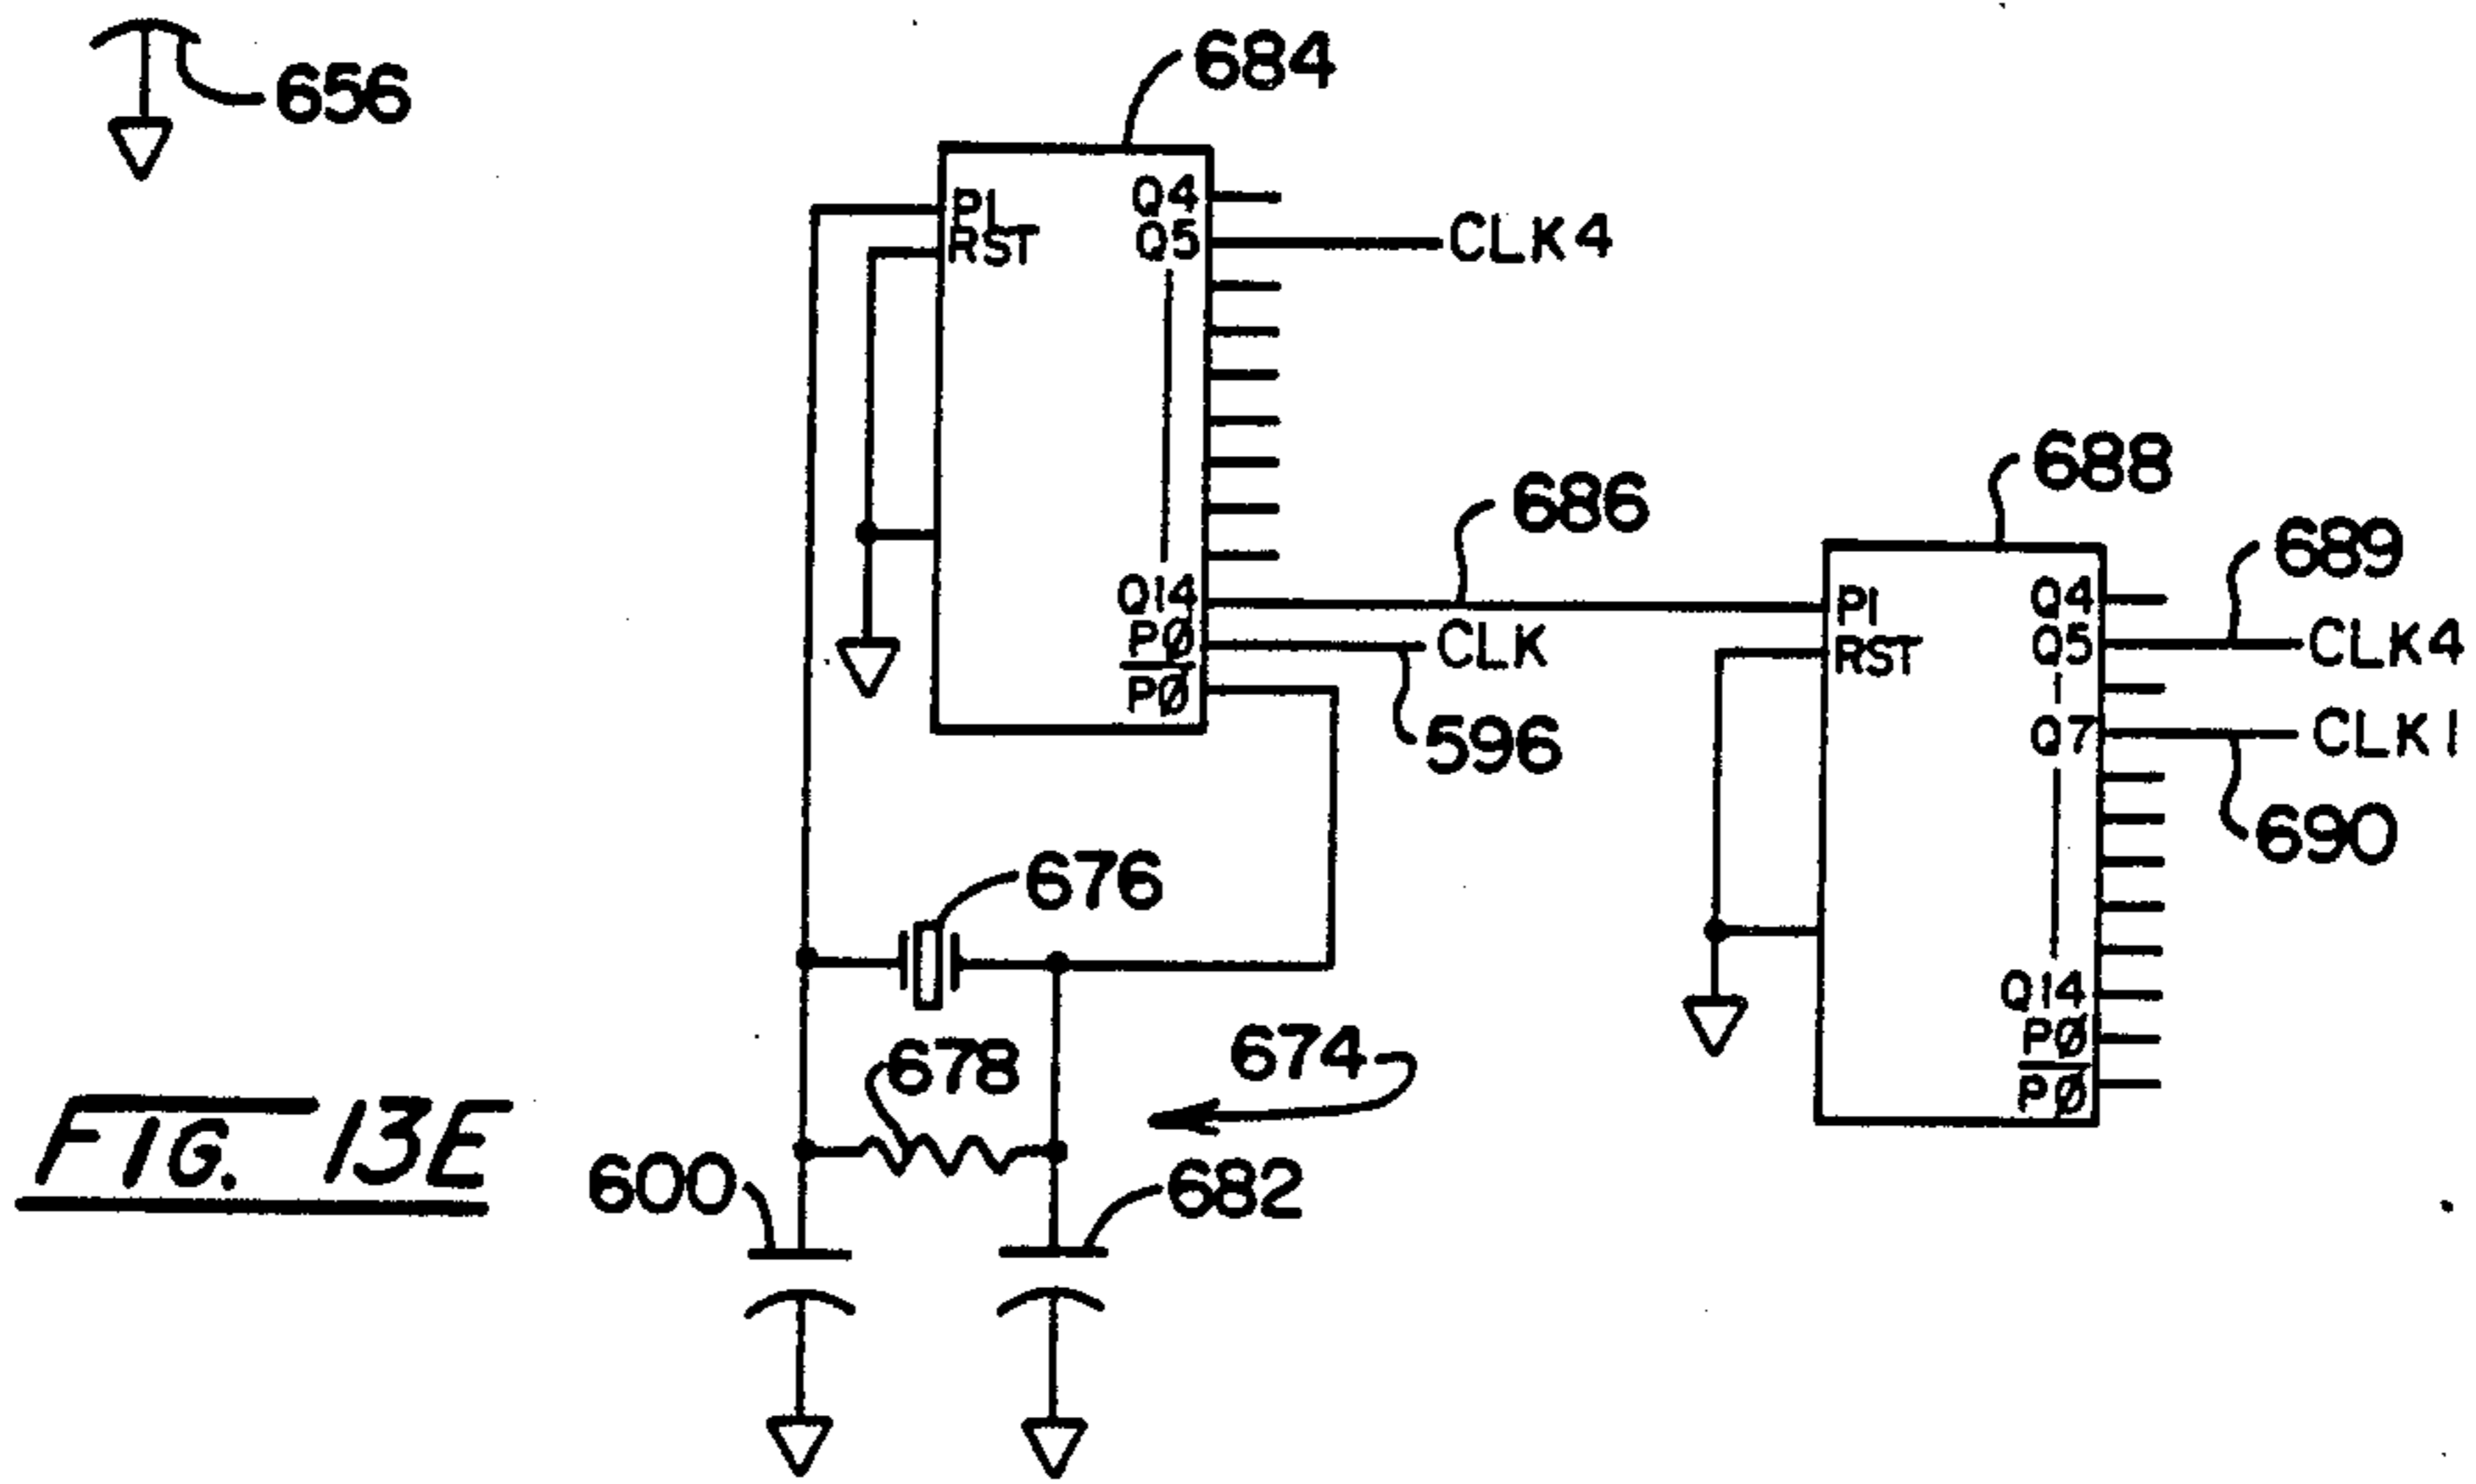 656
684
PI
RST
Q4
Q5
CLK4
Q14
PØ
PØ
686
CLK
596
688
PI
RST
Q4
Q5
Q7
Q14
PØ
PØ
689
CLK4
CLK1
690
676
678
674
600
682
FIG. 13E